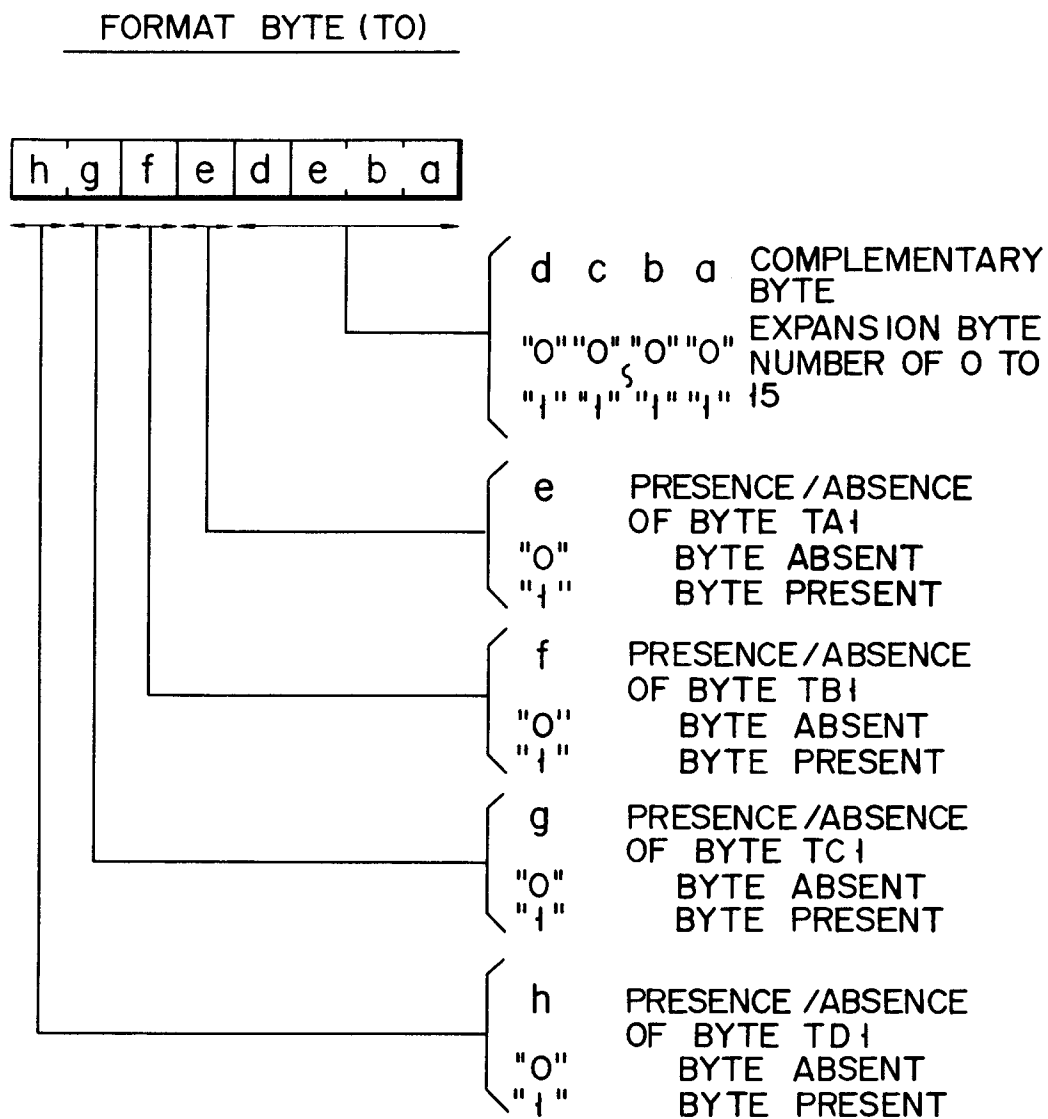 FORMAT BYTE (TO)
h g f e d e b a
d c b a COMPLEMENTARY
BYTE
"0" "0" "0" "0" EXPANSION BYTE
NUMBER OF 0 TO
"1" "1" "1" "1" 15
e PRESENCE/ABSENCE
OF BYTE TA1
"0" BYTE ABSENT
"1" BYTE PRESENT
f PRESENCE/ABSENCE
OF BYTE TB1
"0" BYTE ABSENT
"1" BYTE PRESENT
g PRESENCE/ABSENCE
OF BYTE TC1
"0" BYTE ABSENT
"1" BYTE PRESENT
h PRESENCE/ABSENCE
OF BYTE TD1
"0" BYTE ABSENT
"1" BYTE PRESENT